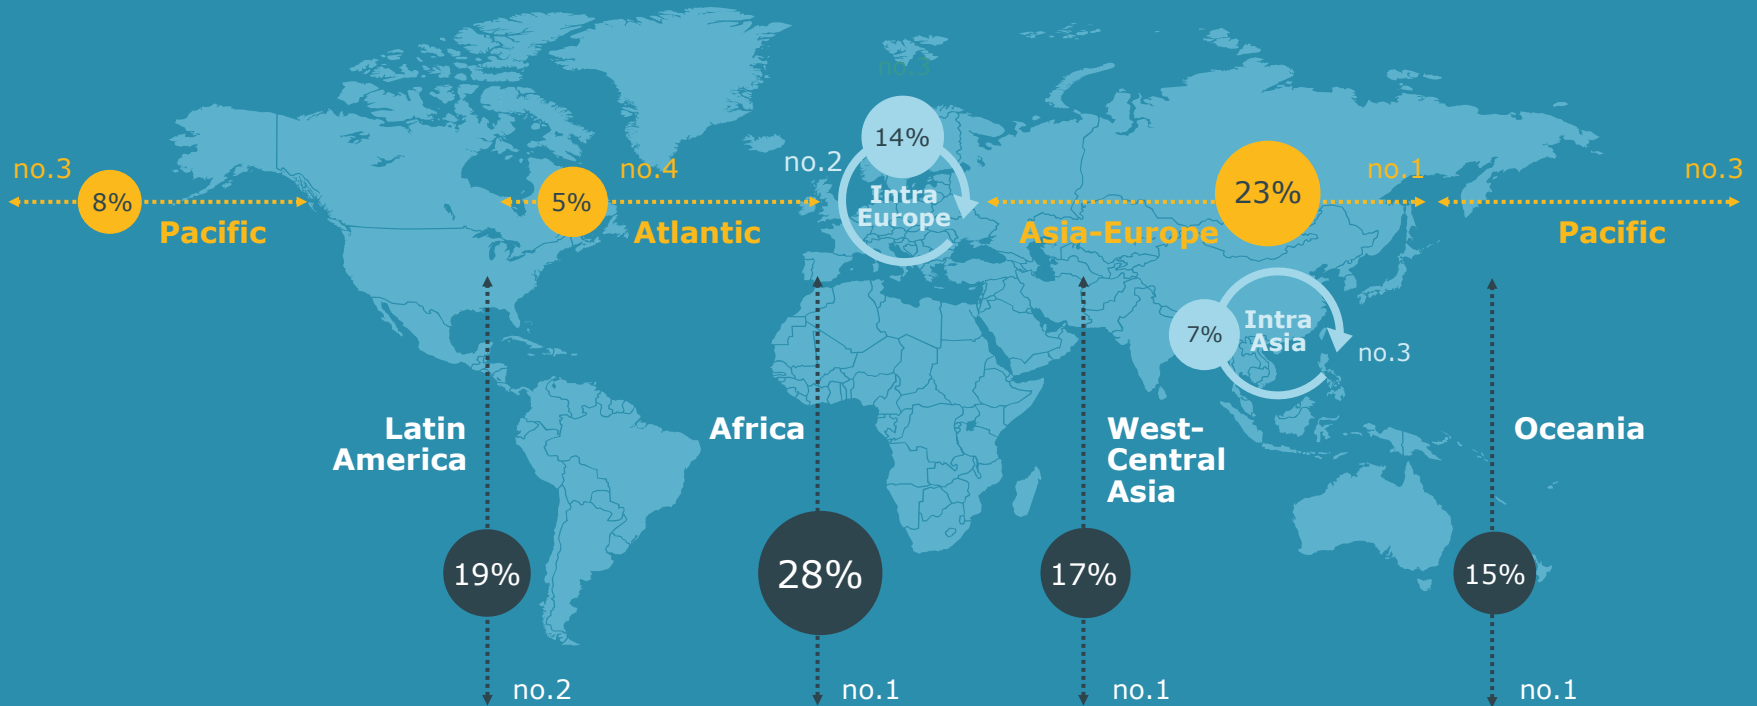 no.3
no.3
8%
Pacific
no.4
5%
Atlantic
no.2
14%
Intra
Europe
no.1
23%
Asia-Europe
no.3
Pacific
7%
Intra
Asia
no.3
Latin
America
19%
no.2
Africa
28%
no.1
West-
Central
Asia
17%
no.1
Oceania
15%
no.1